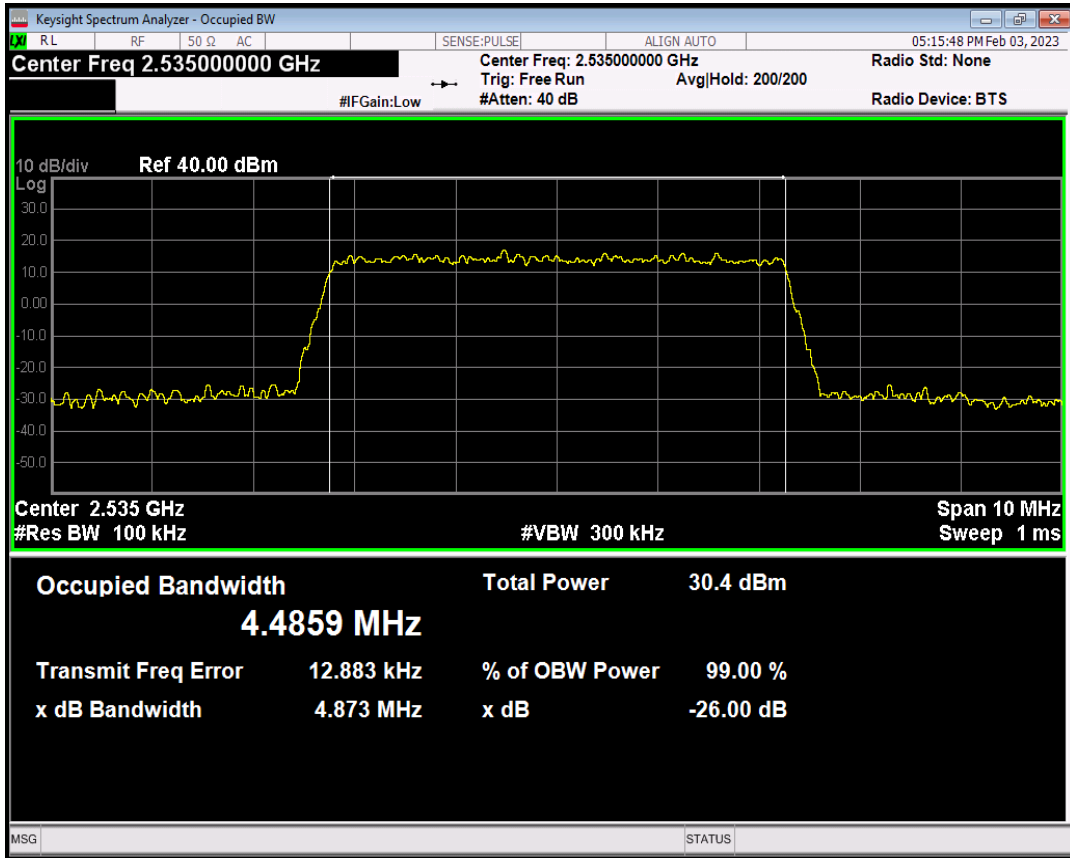 Keysight Spectrum Analyzer - Occupied BW
LXI RL RF 50 Ω AC SENSE:PULSE ALIGN AUTO 05:15:48 PM Feb 03, 2023
Center Freq 2.535000000 GHz Center Freq: 2.535000000 GHz Radio Std: None
Trig: Free Run Avg|Hold: 200/200
#IFGain:Low #Atten: 40 dB Radio Device: BTS
10 dB/div Ref 40.00 dBm
Log
30.0
20.0
10.0
0.00
-10.0
-20.0
-30.0
-40.0
-50.0
Center 2.535 GHz Span 10 MHz
#Res BW 100 kHz #VBW 300 kHz Sweep 1 ms
Occupied Bandwidth Total Power 30.4 dBm
4.4859 MHz
Transmit Freq Error 12.883 kHz % of OBW Power 99.00 %
x dB Bandwidth 4.873 MHz x dB -26.00 dB
MSG STATUS